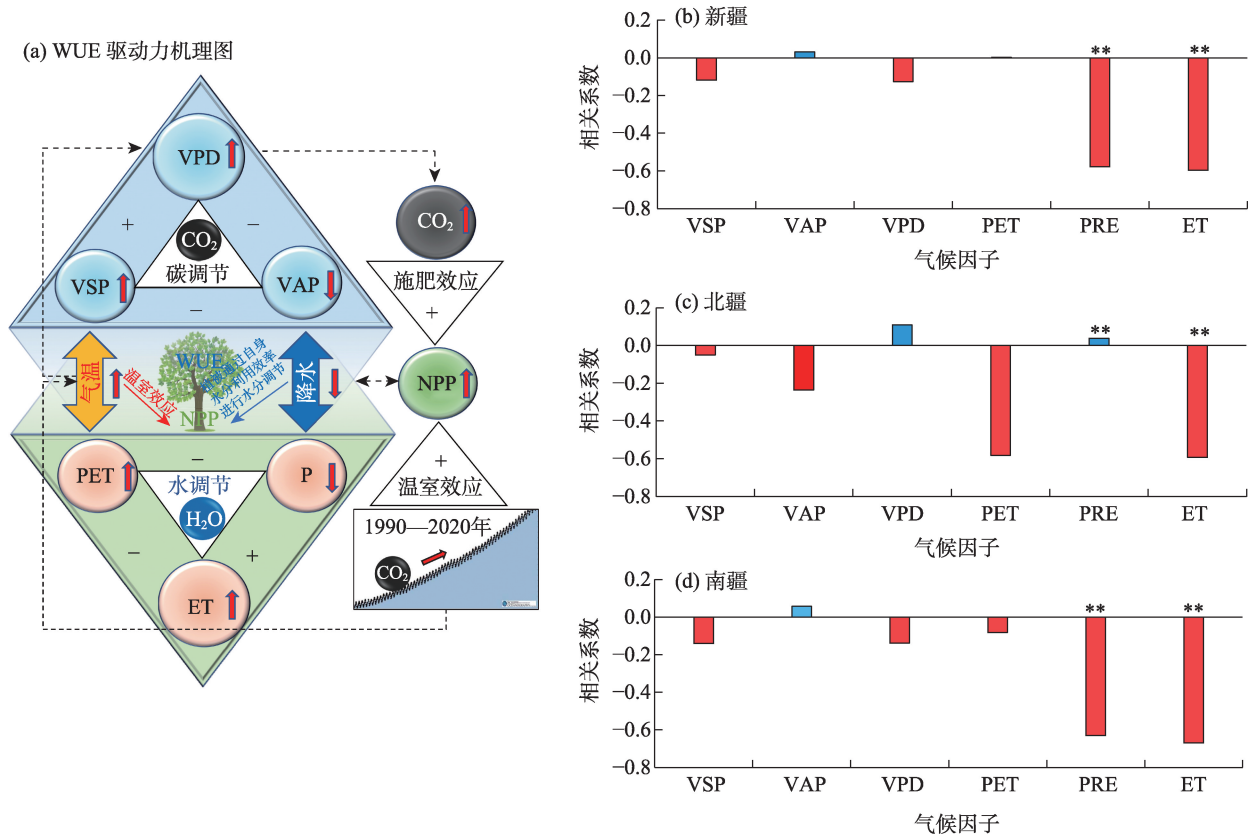 (a) WUE 驱动力机理图
VPD
+
−
CO₂
碳调节
VSP
VAP
−
CO₂
施肥效应
+
NPP
+
温室效应
气温
温室效应
WUE
植被通过自身
水分利用效率
进行水分调节
NPP
降水
PET
−
P
水调节
H₂O
−
+
ET
1990—2020年
CO₂
(b) 新疆
相关系数
0.2
0.0
−0.2
−0.4
−0.6
−0.8
** **
VSP VAP VPD PET PRE ET
气候因子
(c) 北疆
相关系数
0.2
0.0
−0.2
−0.4
−0.6
−0.8
** **
VSP VAP VPD PET PRE ET
气候因子
(d) 南疆
相关系数
0.2
0.0
−0.2
−0.4
−0.6
−0.8
** **
VSP VAP VPD PET PRE ET
气候因子